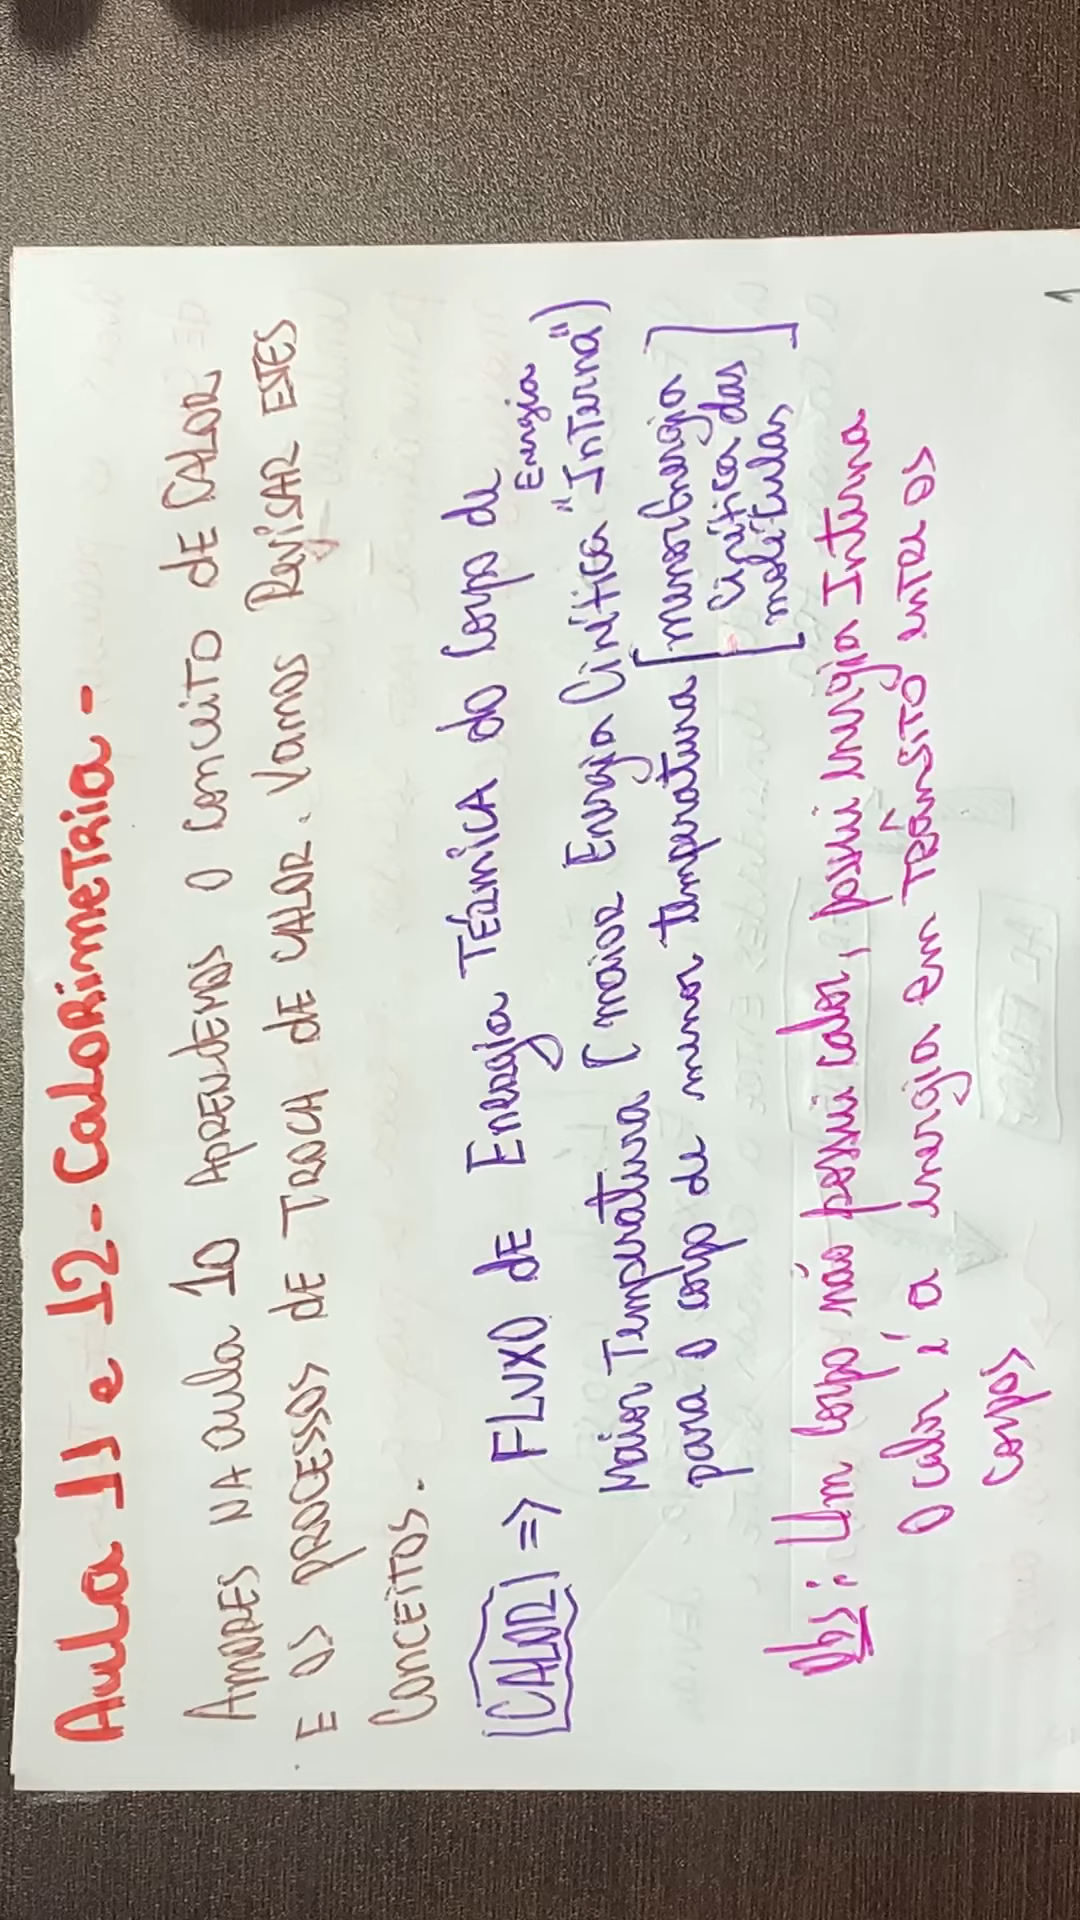 Aula 11 e 12 - CaloRimeTRia -
AmoRES NA aula 10 APRENDEMOS o ConceiTO dE CALOR
E OS PROCESSOS dE TROCA dE CALOR. Vamos RevisAR ESTES
ConcEITOS.
CALOR => FLUXO dE Energia TÉRmicA do Corpo de
Energia
Maior Temperatura (maior Energia Cinética "InTerna")
para o corpo de menor temperatura [menor Energia
Cinética das
moléculas]
Obs: Um Corpo não possui calor, possui energia Interna
O calor é a energia em TRÂnSITO enTRe os
corpos
1